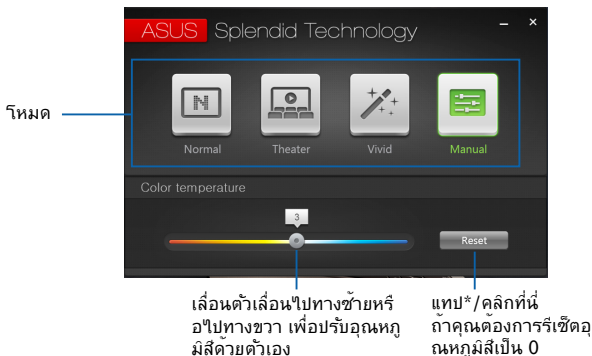 ASUS Splendid Technology
โหมด
Normal Theater Vivid Manual
Color temperature
3
Reset
เลื่อนตัวเลื่อนไปทางซ้ายหรื
อไปทางขวา เพื่อปรับอุณหภู
มิสีด้วยตัวเอง
แทป*/คลิกที่นี่
ถ้าคุณต้องการรีเซ็ตอุ
ณหภูมิสีเป็น 0